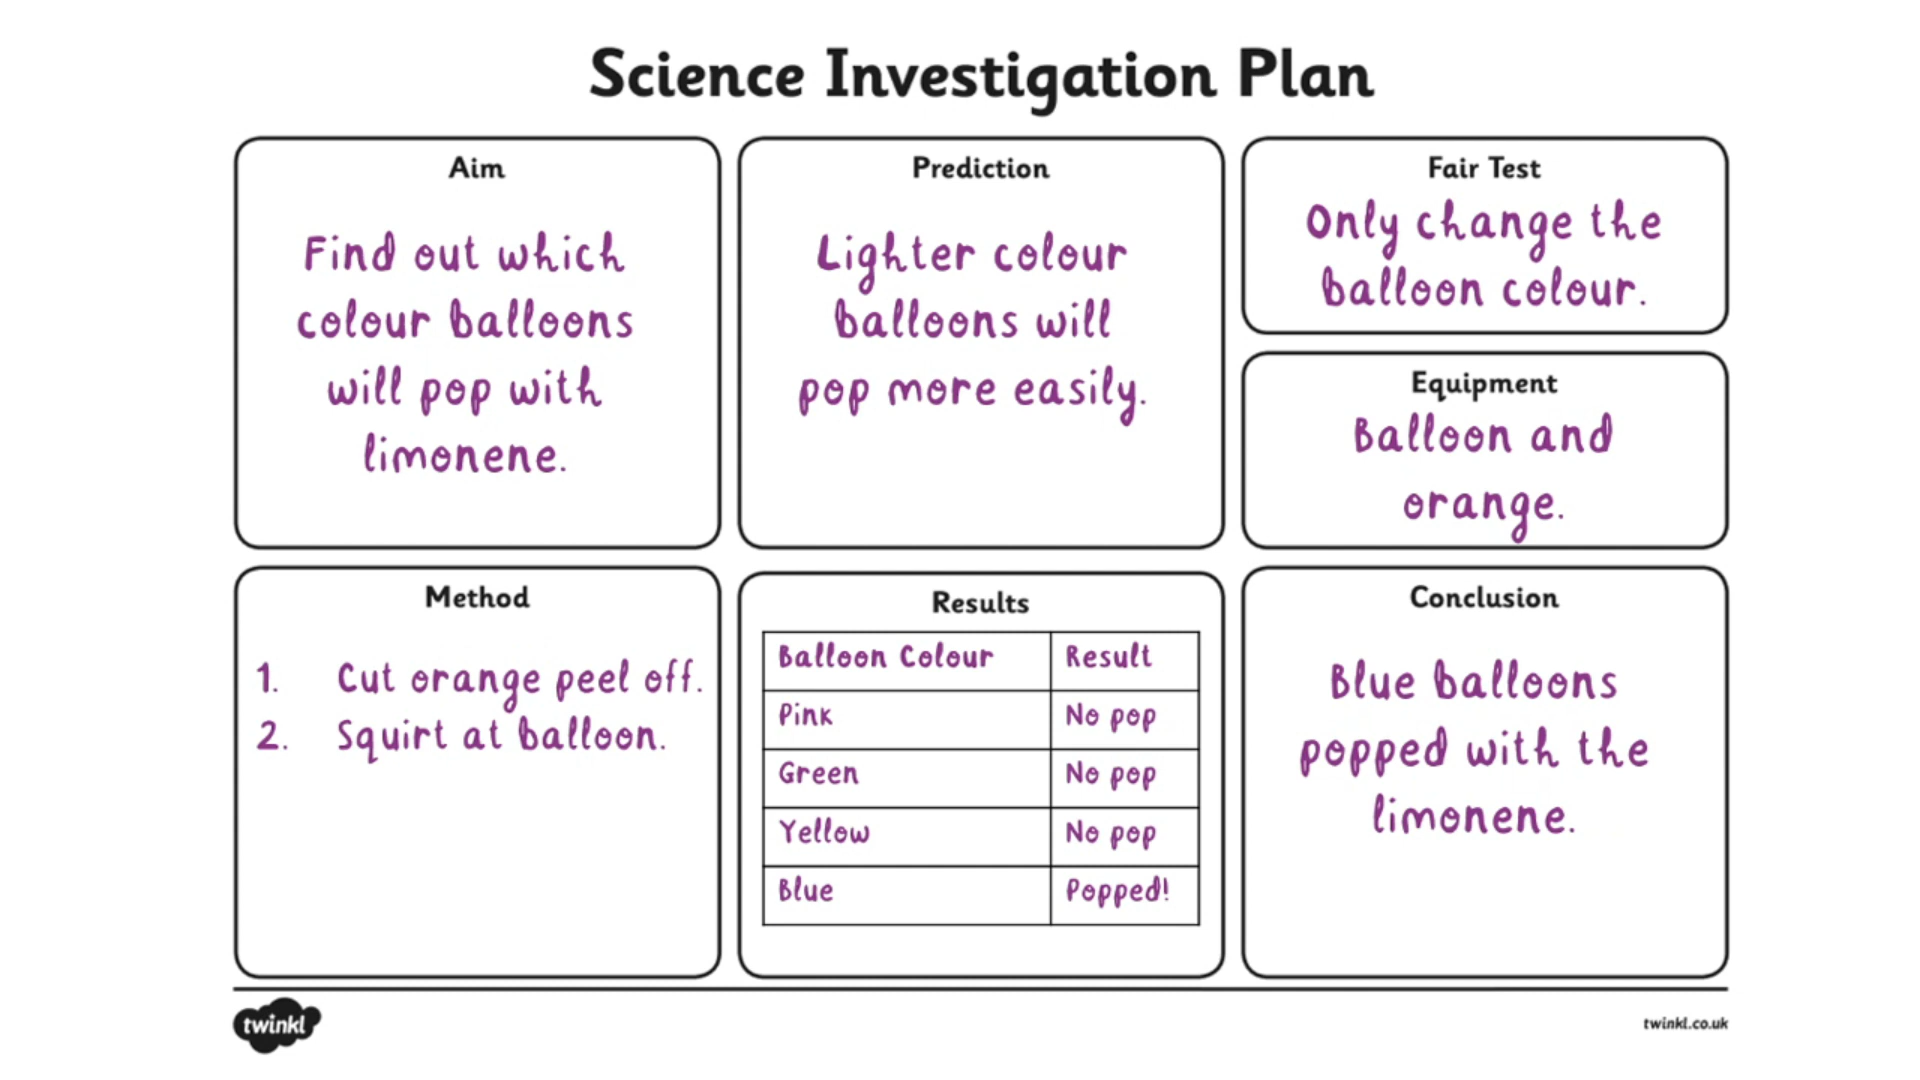 Science Investigation Plan
Aim
Find out which
colour balloons
will pop with
limonene.
Prediction
Lighter colour
balloons will
pop more easily.
Fair Test
Only change the
balloon colour.
Equipment
Balloon and
orange.
Method
1. Cut orange peel off.
2. Squirt at balloon.
Results
Balloon Colour Result
Pink No pop
Green No pop
Yellow No pop
Blue Popped!
Conclusion
Blue balloons
popped with the
limonene.
twinkl
twinkl.co.uk